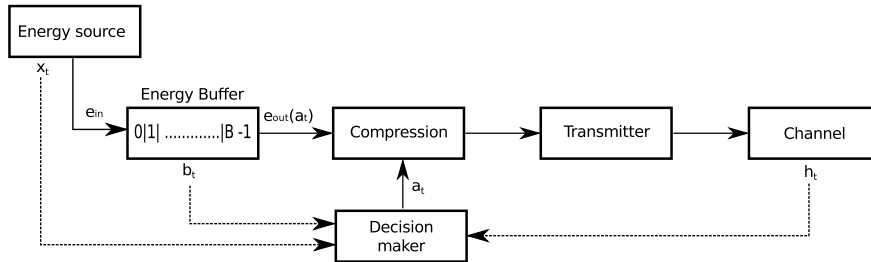 Energy source
xt
ein
Energy Buffer
0|1| .............|B -1
bt
eout(at)
Compression
Transmitter
Channel
ht
at
Decision
maker